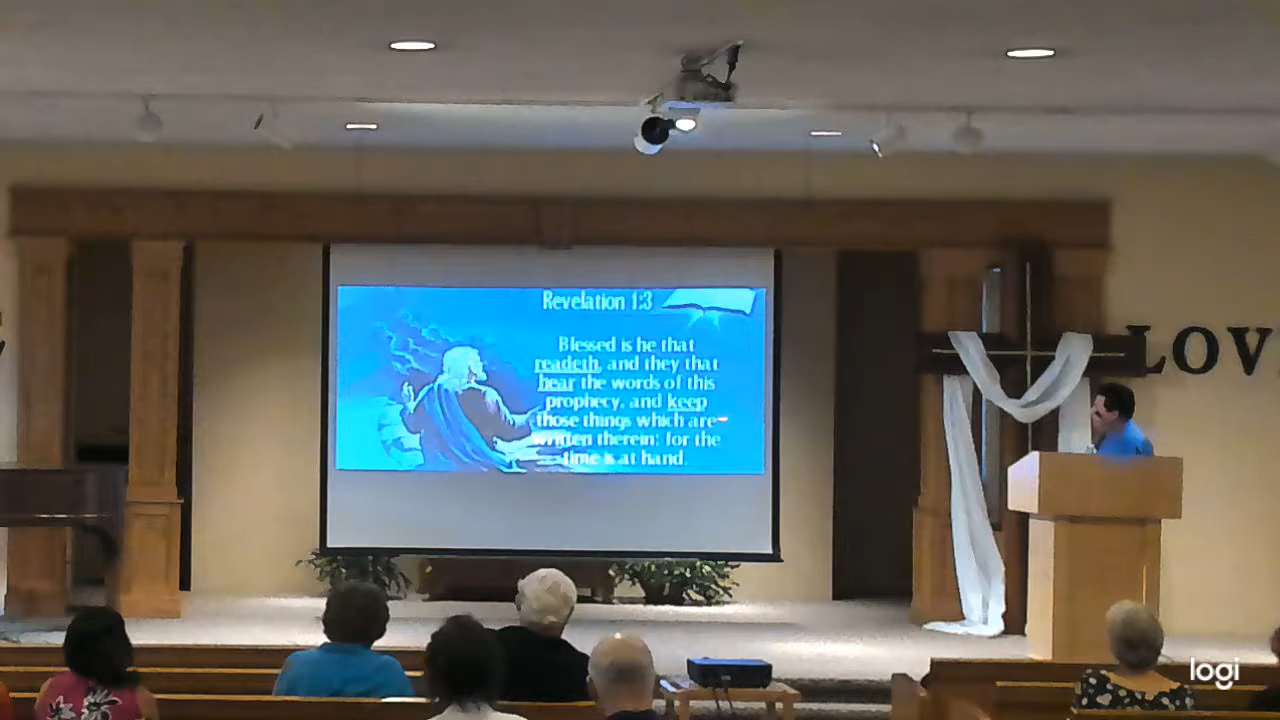 Revelation 1:3
Blessed is he that
readeth, and they that
hear the words of this
prophecy, and keep
those things which are
written therein: for the
time is at hand.
LOV
logi